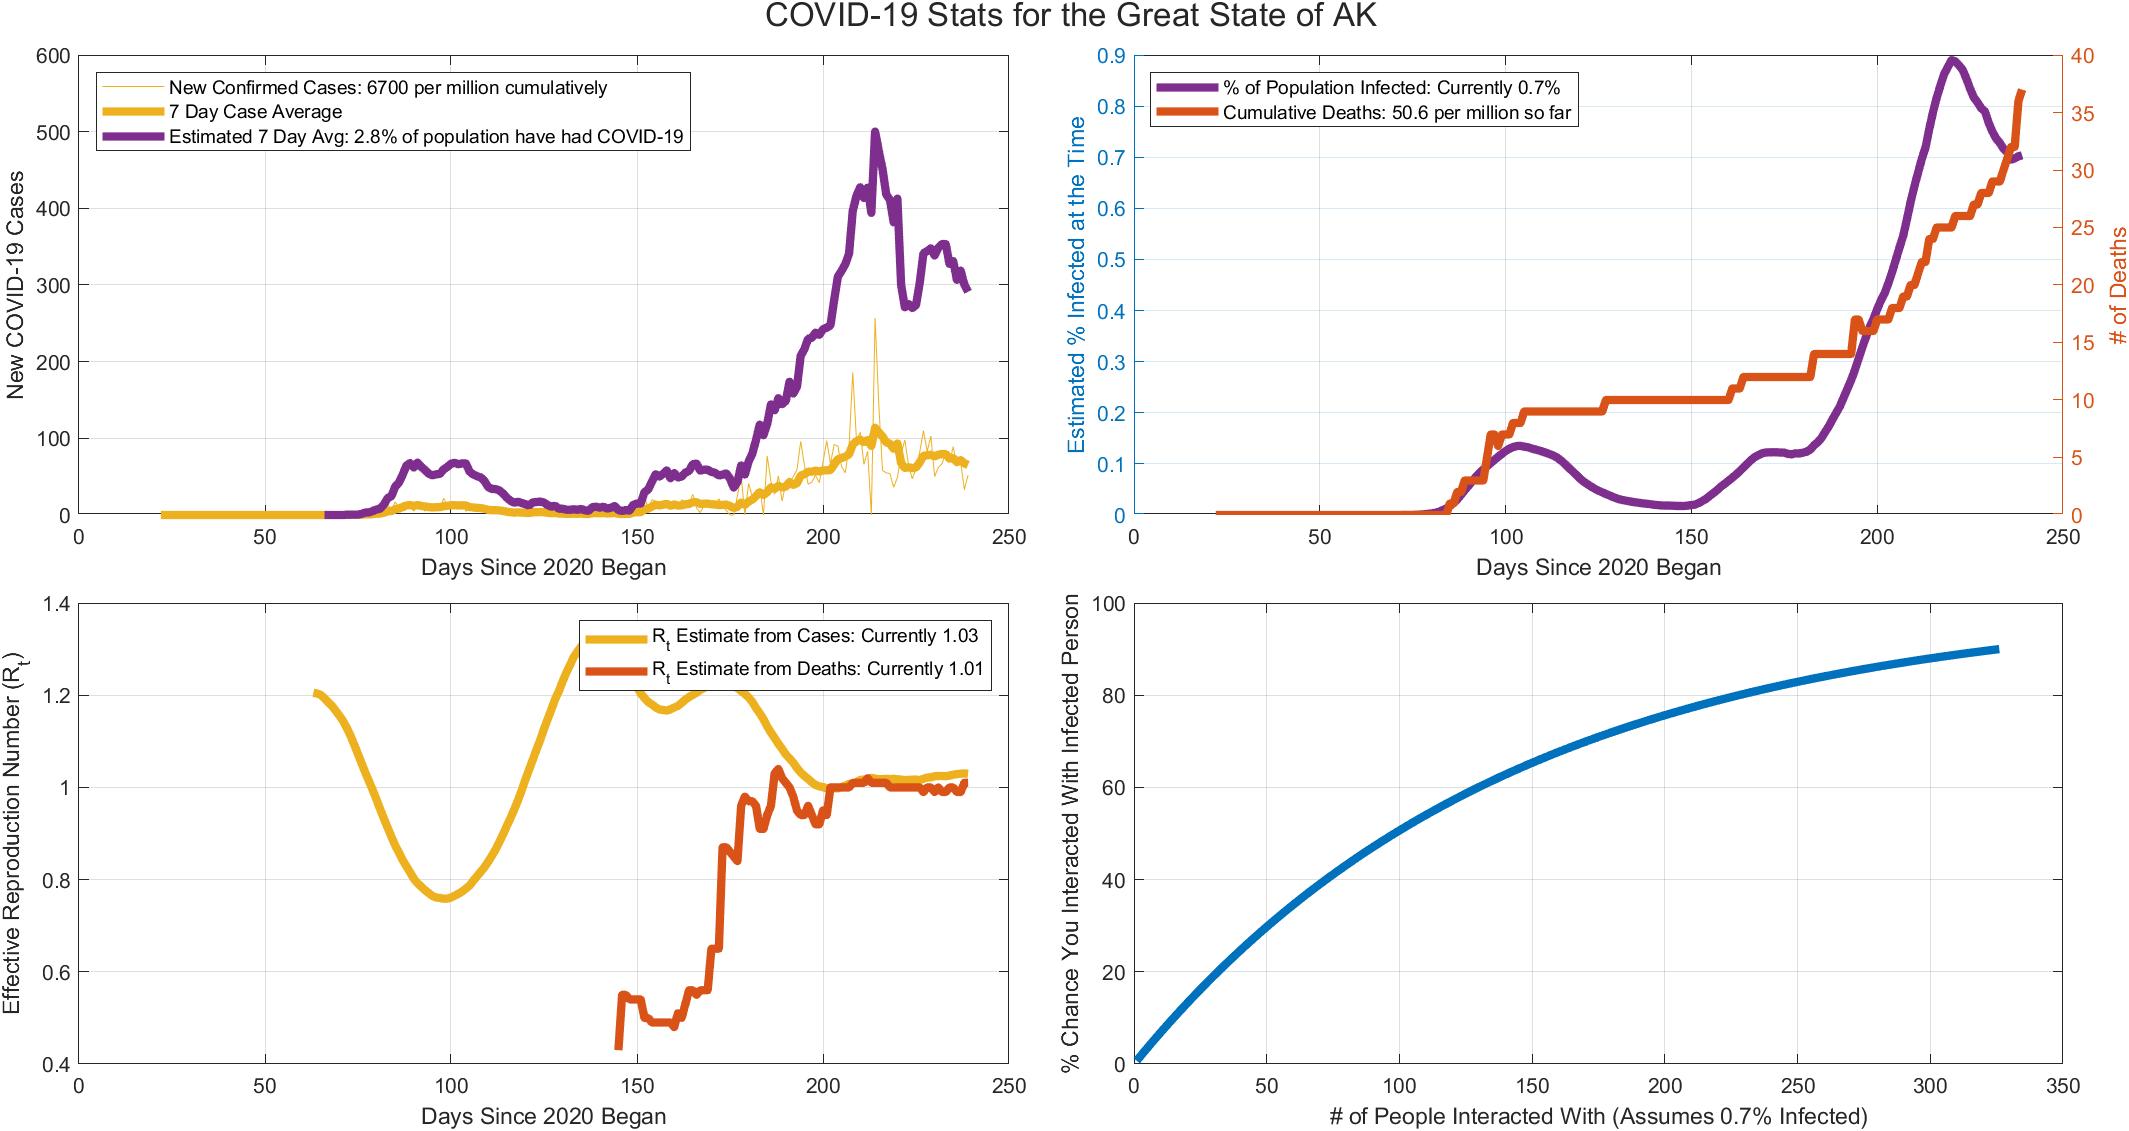 COVID-19 Stats for the Great State of AK
New COVID-19 Cases
600
500
400
300
200
100
0
New Confirmed Cases: 6700 per million cumulatively
7 Day Case Average
Estimated 7 Day Avg: 2.8% of population have had COVID-19
0 50 100 150 200 250
Days Since 2020 Began
Estimated % Infected at the Time
0.9
0.8
0.7
0.6
0.5
0.4
0.3
0.2
0.1
0
% of Population Infected: Currently 0.7%
Cumulative Deaths: 50.6 per million so far
40
35
30
25
20
15
10
5
0
# of Deaths
0 50 100 150 200 250
Days Since 2020 Began
Effective Reproduction Number (Rt)
1.4
1.2
1
0.8
0.6
0.4
Rt Estimate from Cases: Currently 1.03
Rt Estimate from Deaths: Currently 1.01
0 50 100 150 200 250
Days Since 2020 Began
% Chance You Interacted With Infected Person
100
80
60
40
20
0
0 50 100 150 200 250 300 350
# of People Interacted With (Assumes 0.7% Infected)